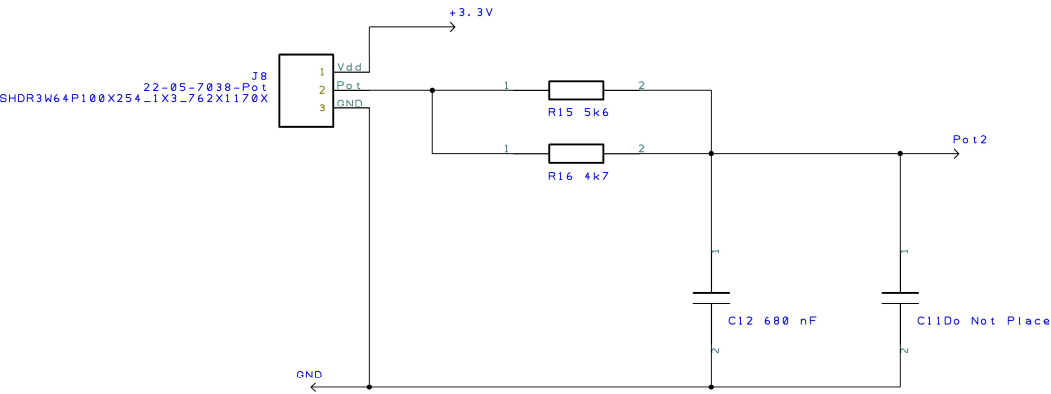 +3.3V
J8
22-05-7038-Pot
SHDR3W64P100X254_1X3_762X1170X
1 Vdd
2 Pot
3 GND
1 2
R15 5k6
1 2
R16 4k7
Pot2
1 1
C12 680 nF
C11Do Not Place
2 2
GND